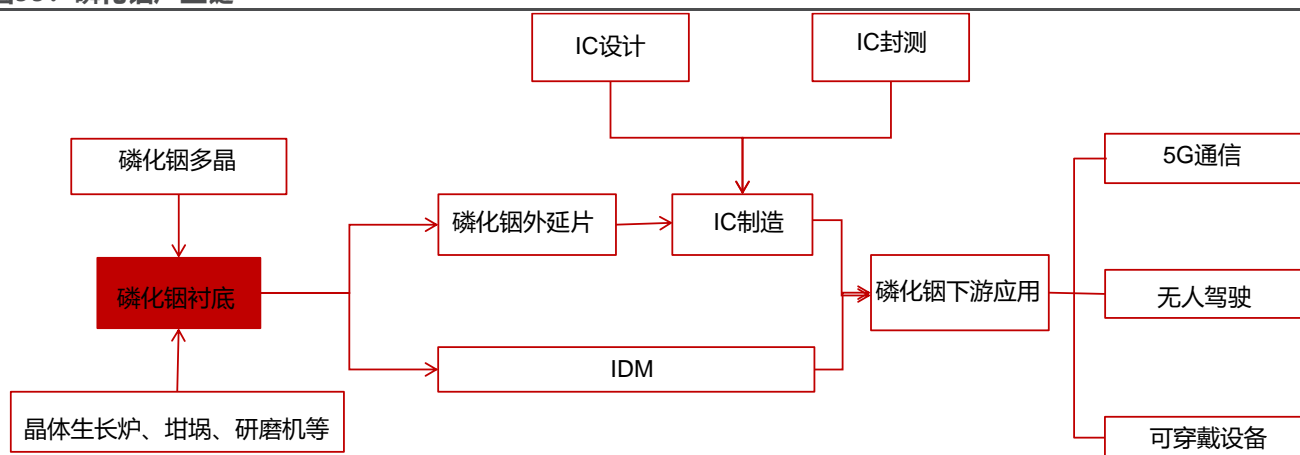 IC设计
IC封测
磷化铟多晶
5G通信
磷化铟外延片
IC制造
磷化铟衬底
磷化铟下游应用
无人驾驶
IDM
晶体生长炉、坩埚、研磨机等
可穿戴设备